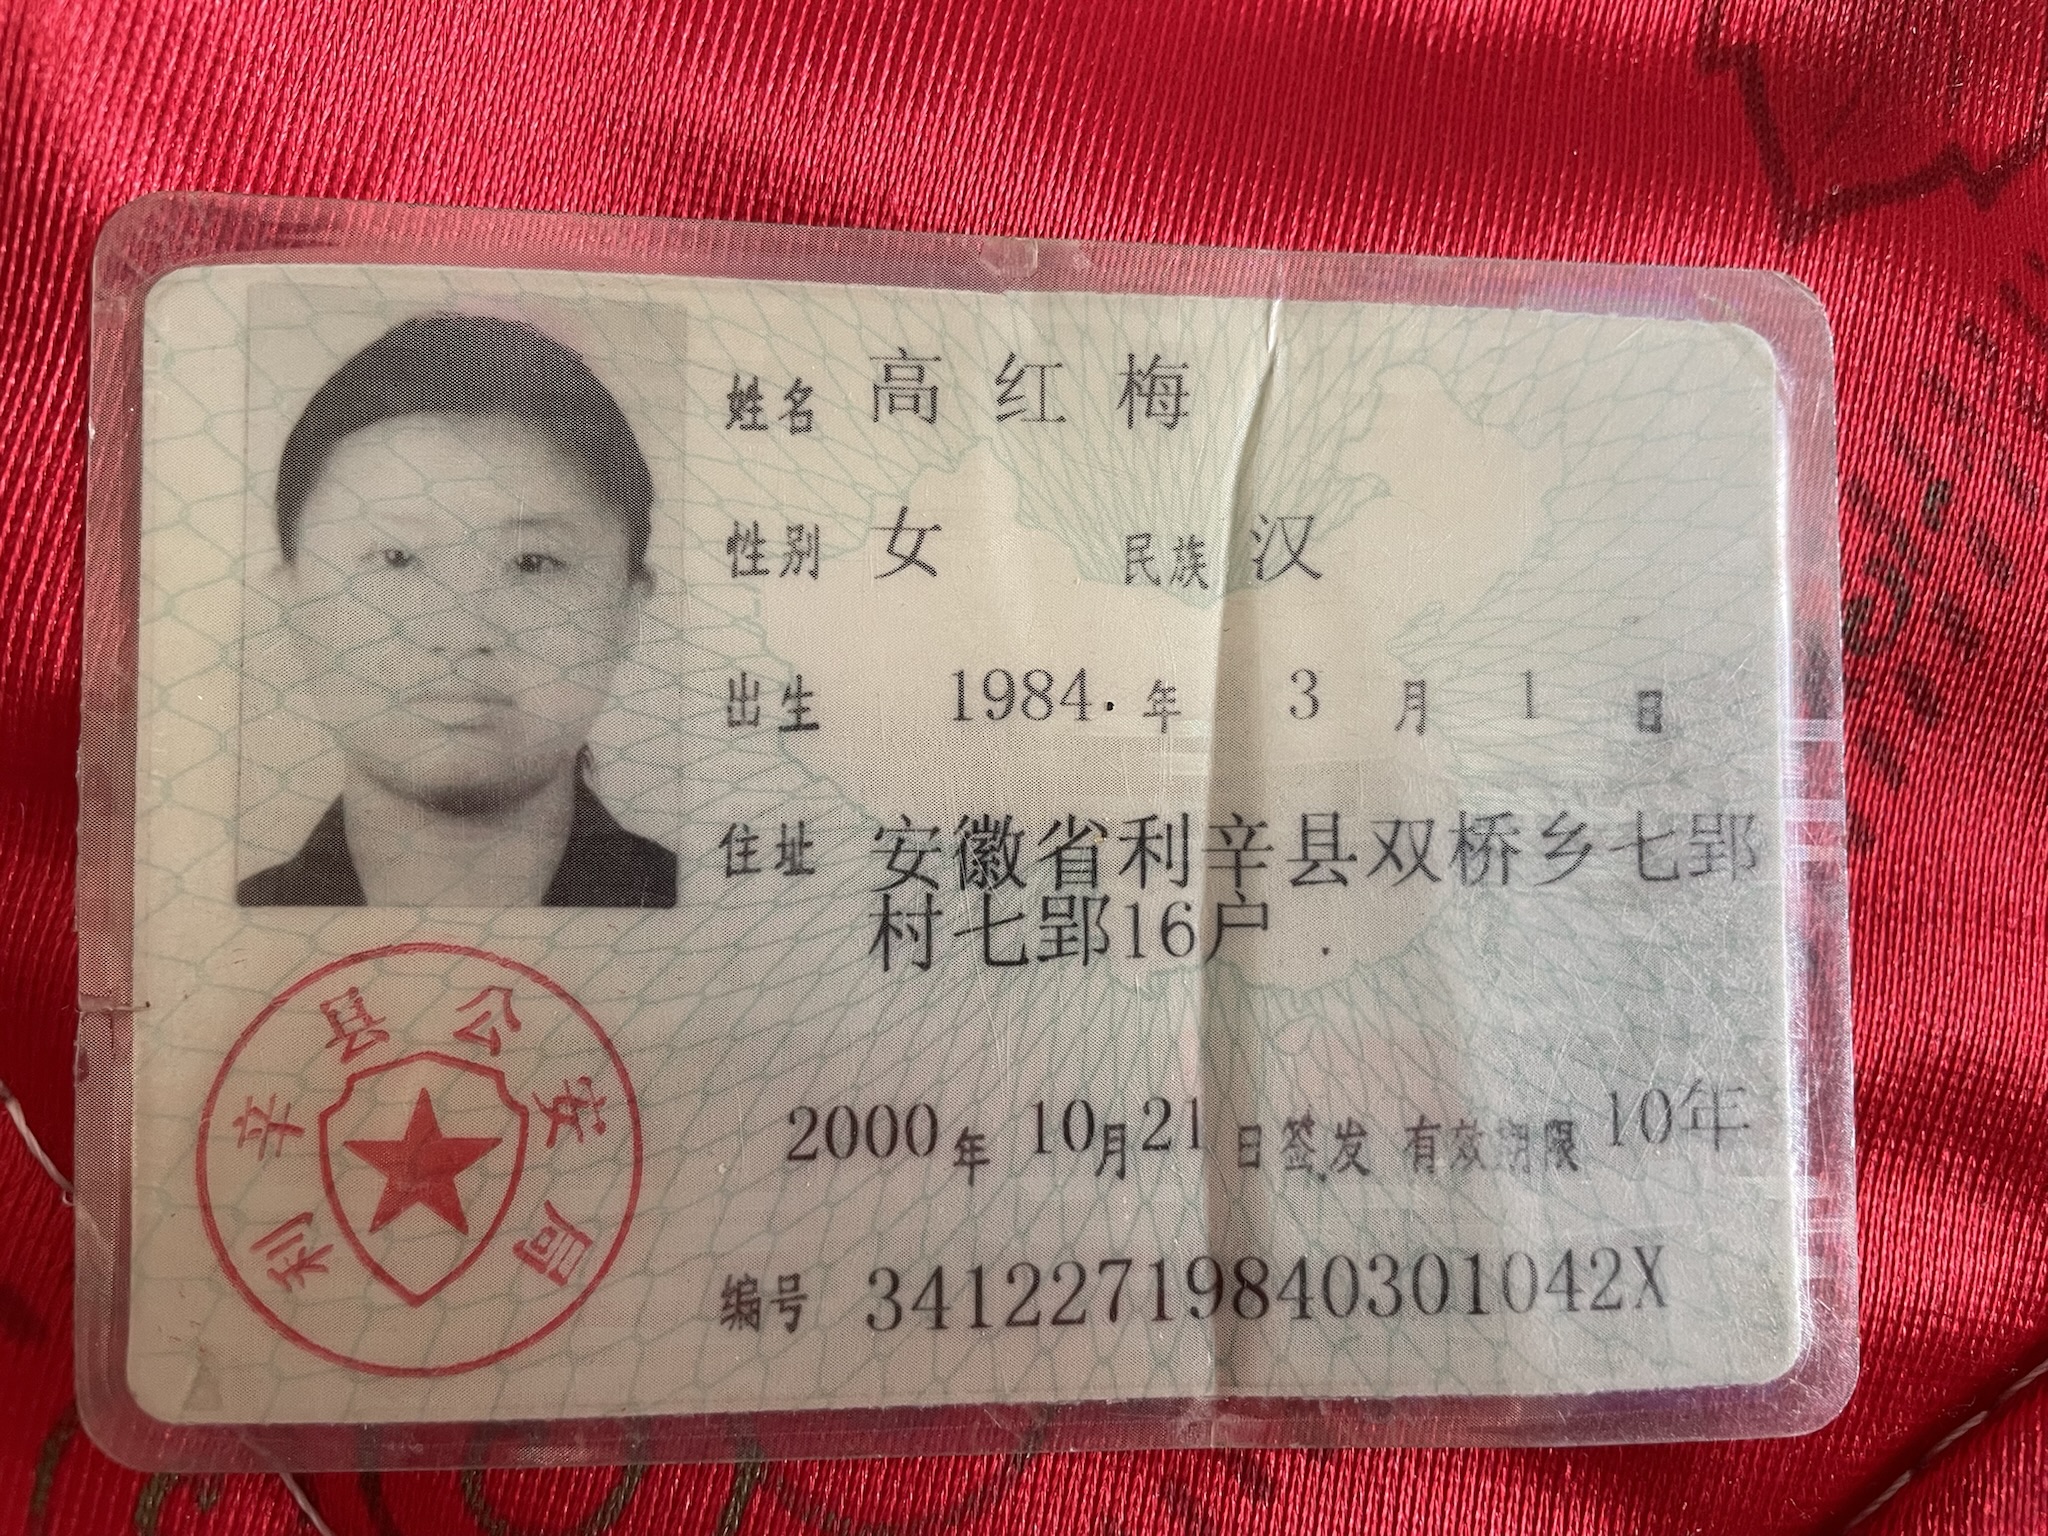 姓名 高红梅
性别 女 民族 汉
出生 1984.年 3 月 1 日
住址 安徽省利辛县双桥乡七郢
村七郢16户
2000年 10月21日签发 有效期限 10年
编号 34122719840301042X
利辛县公安局